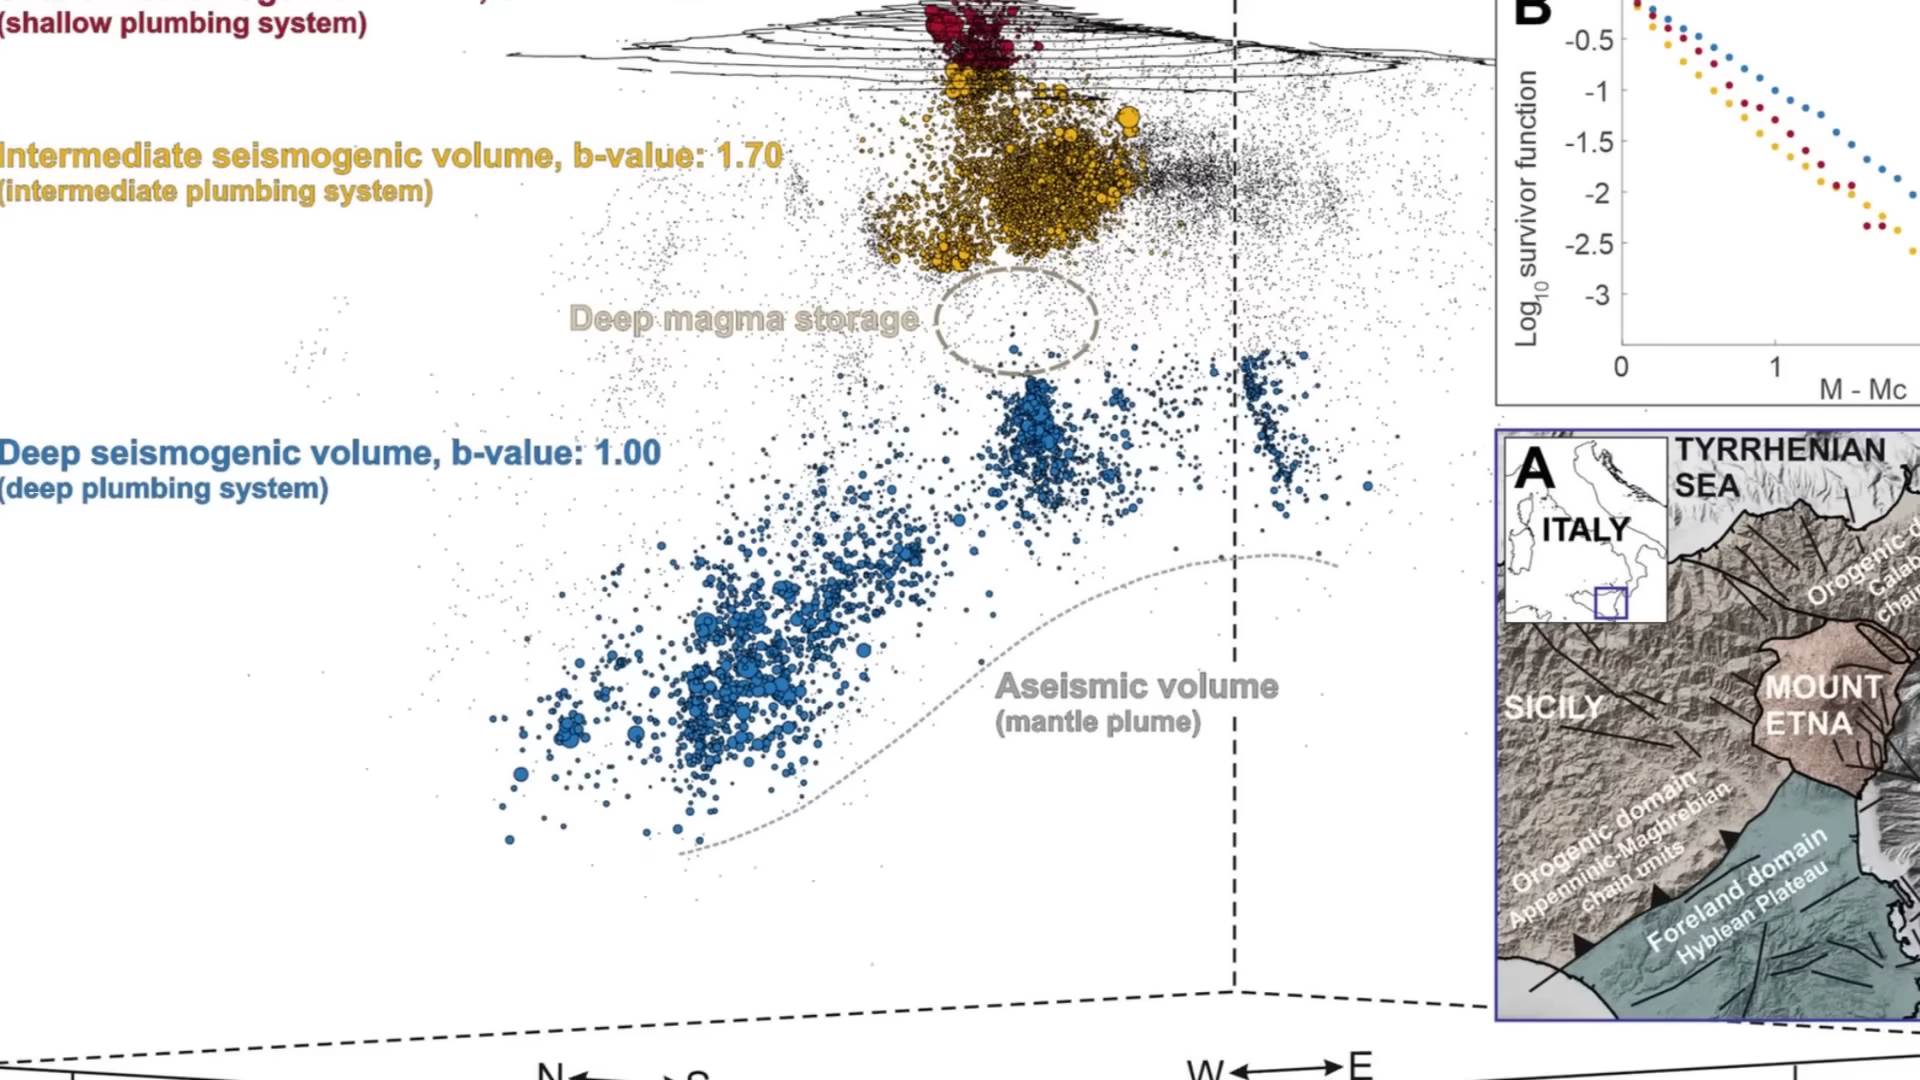 (shallow plumbing system)
Intermediate seismogenic volume, b-value: 1.70
(intermediate plumbing system)
Deep magma storage
Deep seismogenic volume, b-value: 1.00
(deep plumbing system)
Aseismic volume
(mantle plume)
N
S
W
E
B
Log10 survivor function
-0.5
-1
-1.5
-2
-2.5
-3
0
1
M - Mc
A
ITALY
TYRRHENIAN
SEA
Orogenic
chain
SICILY
MOUNT
ETNA
Orogenic domain
Appenninic-Maghrebian
chain units
Foreland domain
Hyblean Plateau